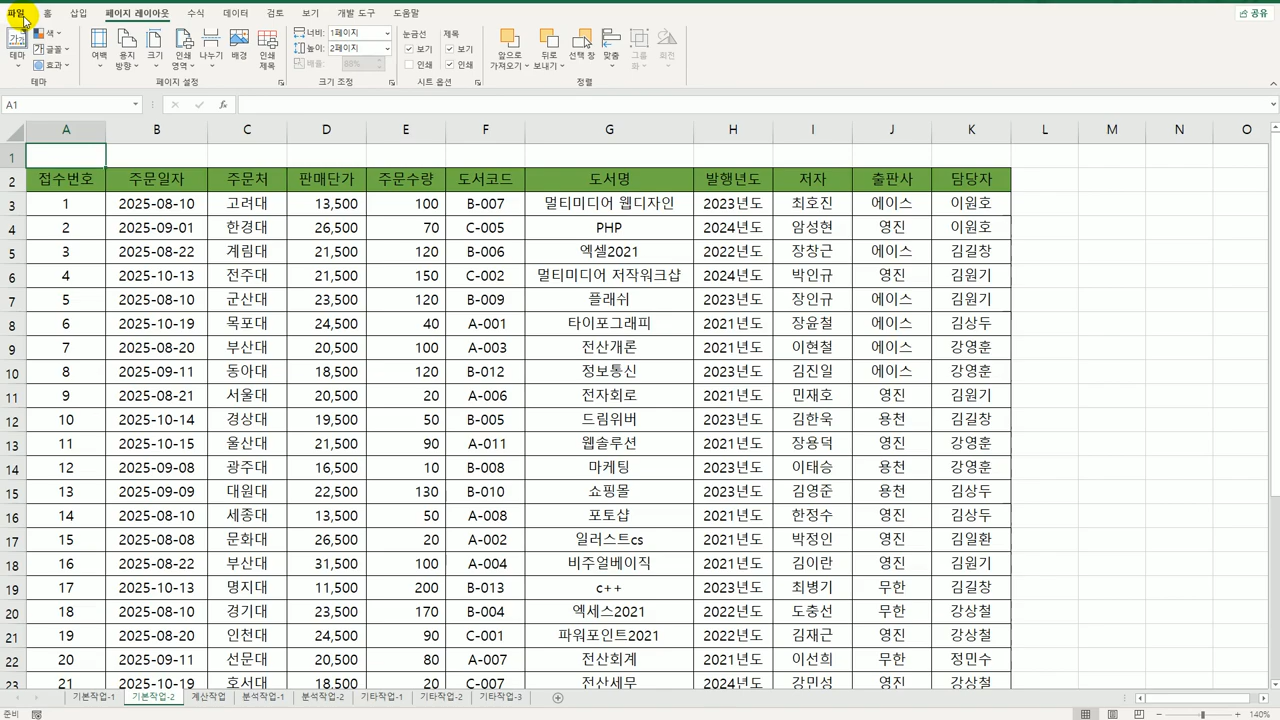 파일 홈 삽입 페이지 레이아웃 수식 데이터 검토 보기 개발 도구 도움말 공유
색 너비: 1페이지 눈금선 제목
글꼴 높이: 2페이지 보기 보기
효과 배율: 88% 인쇄 인쇄
테마 여백 용지 방향 크기 인쇄 영역 나누기 배경 인쇄 제목 앞으로 가져오기 뒤로 보내기 선택 창 맞춤 그룹화 회전
테마 페이지 설정 크기 조정 시트 옵션 정렬
A1 fx
A B C D E F G H I J K L M N O
1
2 접수번호 주문일자 주문처 판매단가 주문수량 도서코드 도서명 발행년도 저자 출판사 담당자
3 1 2025-08-10 고려대 13,500 100 B-007 멀티미디어 웹디자인 2023년도 최호진 에이스 이원호
4 2 2025-09-01 한경대 26,500 70 C-005 PHP 2024년도 암성현 영진 이원호
5 3 2025-08-22 계림대 21,500 120 B-006 엑셀2021 2022년도 장창근 에이스 김길창
6 4 2025-10-13 전주대 21,500 150 C-002 멀티미디어 저작워크샵 2024년도 박인규 영진 김원기
7 5 2025-08-10 군산대 23,500 120 B-009 플래쉬 2023년도 장인규 에이스 김원기
8 6 2025-10-19 목포대 24,500 40 A-001 타이포그래피 2021년도 장윤철 에이스 김상두
9 7 2025-08-20 부산대 20,500 100 A-003 전산개론 2021년도 이현철 에이스 강영훈
10 8 2025-09-11 동아대 18,500 120 B-012 정보통신 2023년도 김진일 에이스 강영훈
11 9 2025-08-21 서울대 20,500 20 A-006 전자회로 2021년도 민재호 영진 김원기
12 10 2025-10-14 경상대 19,500 50 B-005 드림위버 2023년도 김한욱 용천 김길창
13 11 2025-10-15 울산대 21,500 90 A-011 웹솔루션 2021년도 장용덕 영진 강영훈
14 12 2025-09-08 광주대 16,500 10 B-008 마케팅 2023년도 이태승 용천 강영훈
15 13 2025-09-09 대원대 22,500 130 B-010 쇼핑몰 2023년도 김영준 용천 김상두
16 14 2025-08-10 세종대 13,500 50 A-008 포토샵 2021년도 한정수 영진 김상두
17 15 2025-08-08 문화대 26,500 20 A-002 일러스트cs 2021년도 박정인 영진 김일환
18 16 2025-08-22 부산대 31,500 100 A-004 비주얼베이직 2021년도 김이란 영진 김원기
19 17 2025-10-13 명지대 11,500 200 B-013 c++ 2023년도 최병기 무한 김길창
20 18 2025-08-10 경기대 23,500 170 B-004 엑세스2021 2022년도 도충선 무한 강상철
21 19 2025-08-20 인천대 24,500 90 C-001 파워포인트2021 2022년도 김재근 영진 강상철
22 20 2025-09-11 선문대 20,500 80 A-007 전산회계 2021년도 이선희 무한 정민수
23 21 2025-10-19 호서대 18,500 20 C-007 전산세무 2024년도 강민성 영진 강상철
기본작업-1 기본작업-2 계산작업 분석작업-1 분석작업-2 기타작업-1 기타작업-2 기타작업-3
준비 140%